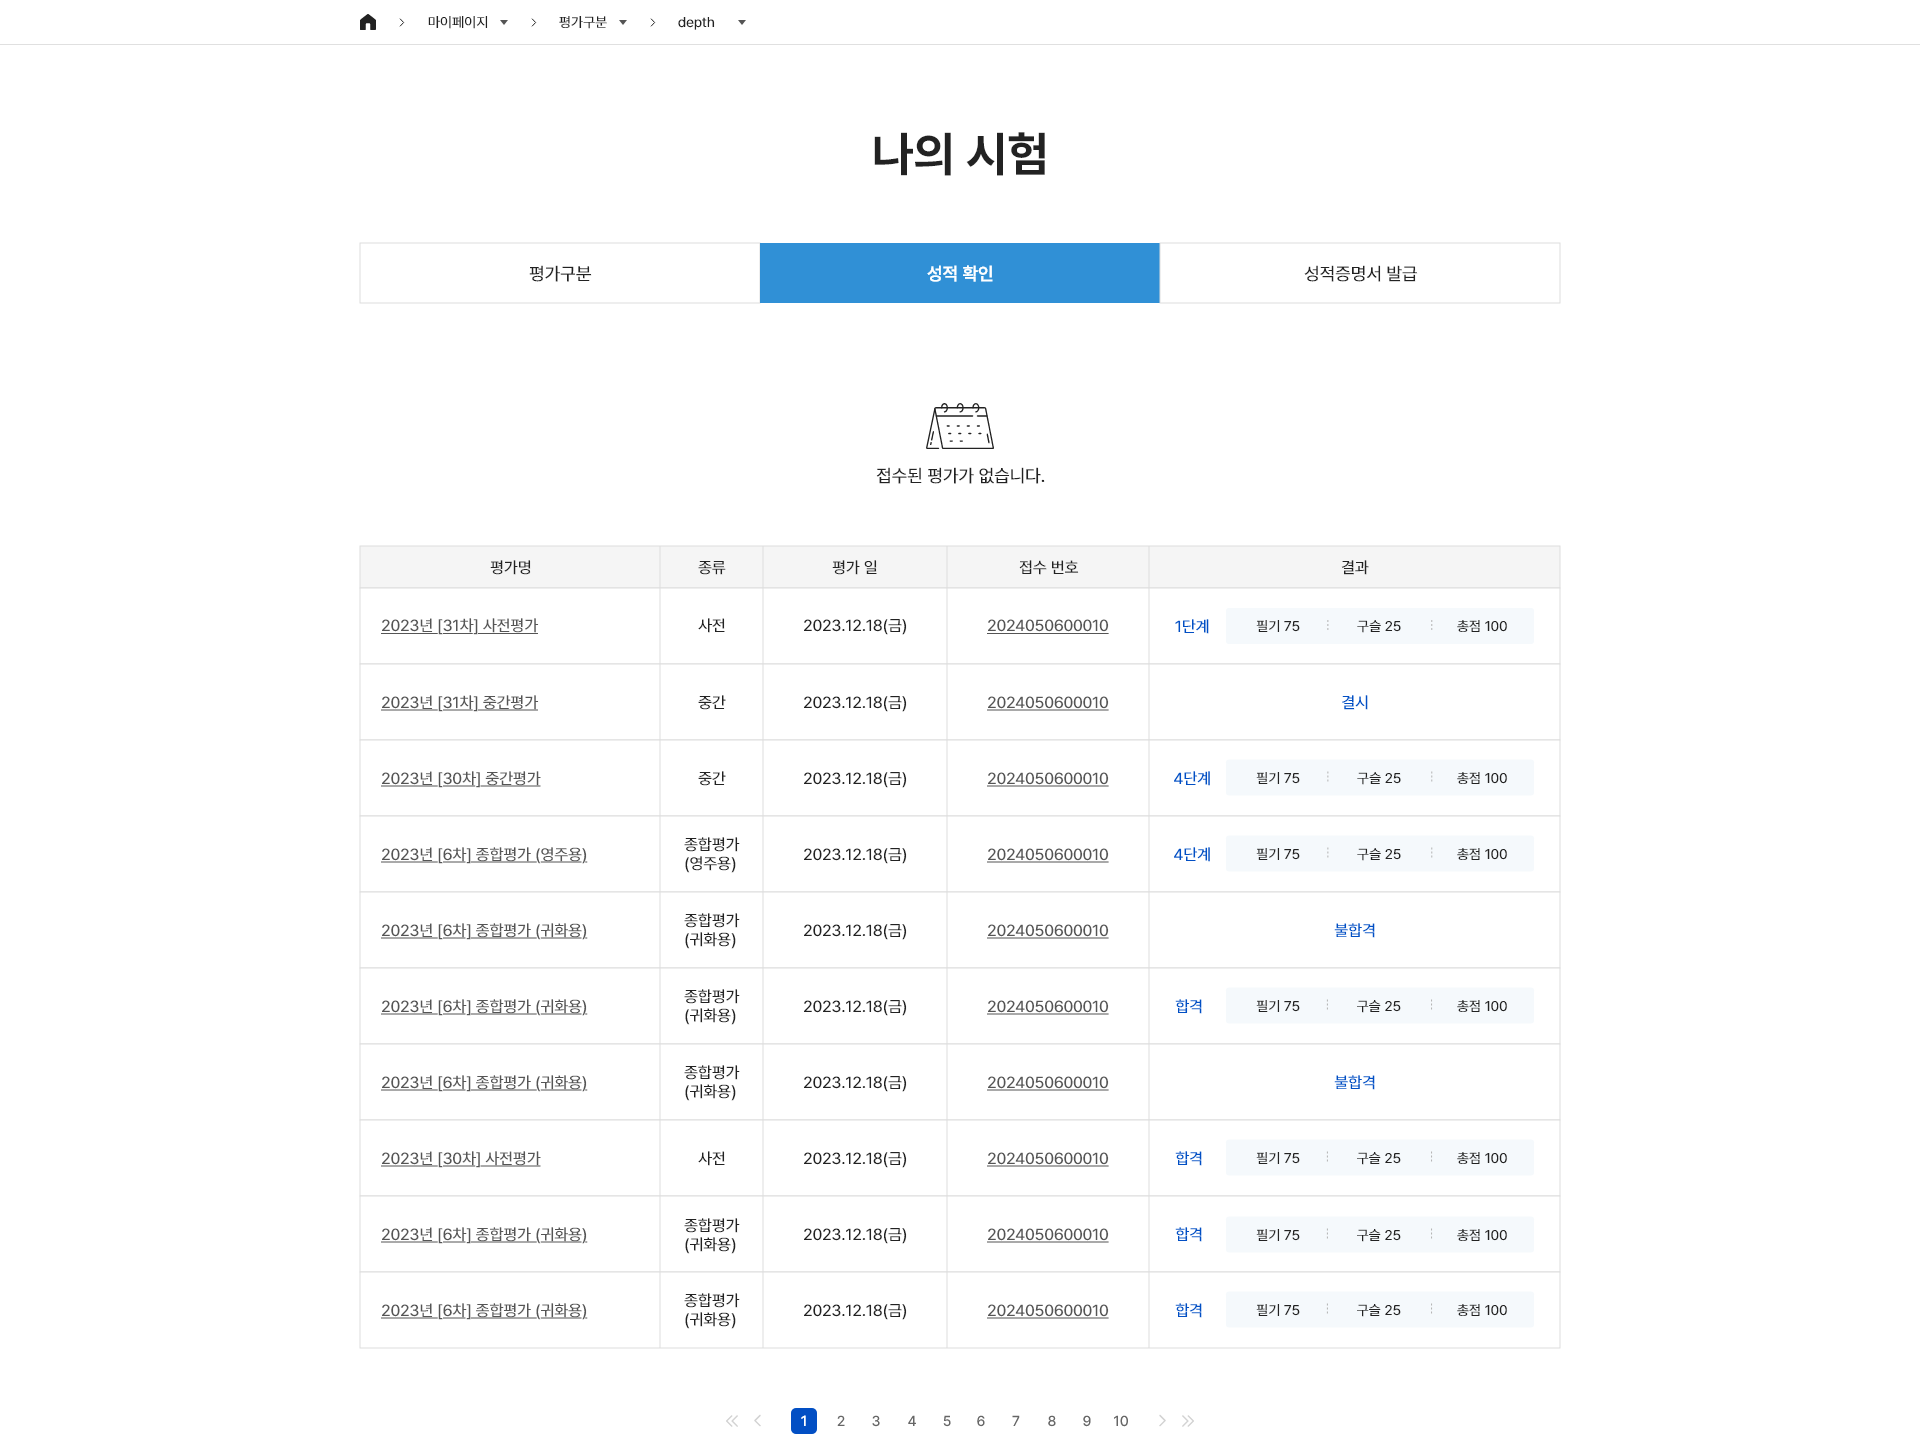 마이페이지 평가구분 depth
나의 시험
평가구분 성적 확인 성적증명서 발급
접수된 평가가 없습니다.
평가명 종류 평가 일 접수 번호 결과
2023년 [31차] 사전평가 사전 2023.12.18(금) 2024050600010 1단계 필기 75 구술 25 총점 100
2023년 [31차] 중간평가 중간 2023.12.18(금) 2024050600010 결시
2023년 [30차] 중간평가 중간 2023.12.18(금) 2024050600010 4단계 필기 75 구슬 25 총점 100
2023년 [6차] 종합평가 (영주용) 종합평가 (영주용) 2023.12.18(금) 2024050600010 4단계 필기 75 구슬 25 총점 100
2023년 [6차] 종합평가 (귀화용) 종합평가 (귀화용) 2023.12.18(금) 2024050600010 불합격
2023년 [6차] 종합평가 (귀화용) 종합평가 (귀화용) 2023.12.18(금) 2024050600010 합격 필기 75 구슬 25 총점 100
2023년 [6차] 종합평가 (귀화용) 종합평가 (귀화용) 2023.12.18(금) 2024050600010 불합격
2023년 [30차] 사전평가 사전 2023.12.18(금) 2024050600010 합격 필기 75 구슬 25 총점 100
2023년 [6차] 종합평가 (귀화용) 종합평가 (귀화용) 2023.12.18(금) 2024050600010 합격 필기 75 구슬 25 총점 100
2023년 [6차] 종합평가 (귀화용) 종합평가 (귀화용) 2023.12.18(금) 2024050600010 합격 필기 75 구슬 25 총점 100
1 2 3 4 5 6 7 8 9 10